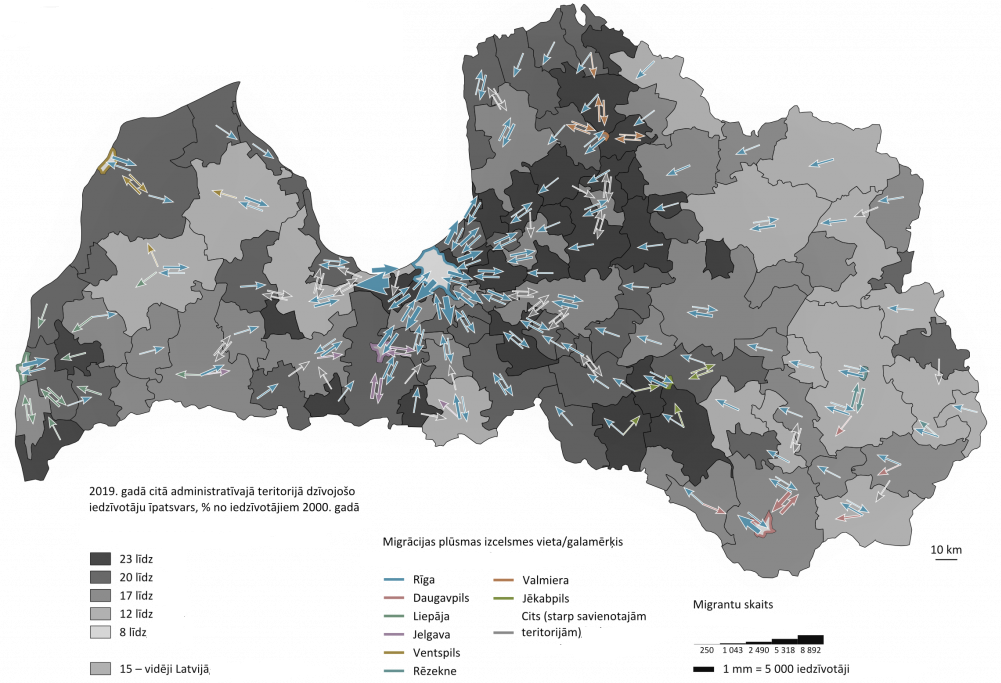 2019. gadā citā administratīvajā teritorijā dzīvojošo
iedzīvotāju īpatsvars, % no iedzīvotājiem 2000. gadā
23 līdz
20 līdz
17 līdz
12 līdz
8 līdz
15 – vidēji Latvijā
Migrācijas plūsmas izcelsmes vieta/galamērķis
Rīga
Daugavpils
Liepāja
Jelgava
Ventspils
Rēzekne
Valmiera
Jēkabpils
Cits (starp savienotajām
teritorijām)
10 km
Migrantu skaits
250 1 043 2 490 5 318 8 892
1 mm = 5 000 iedzīvotāji